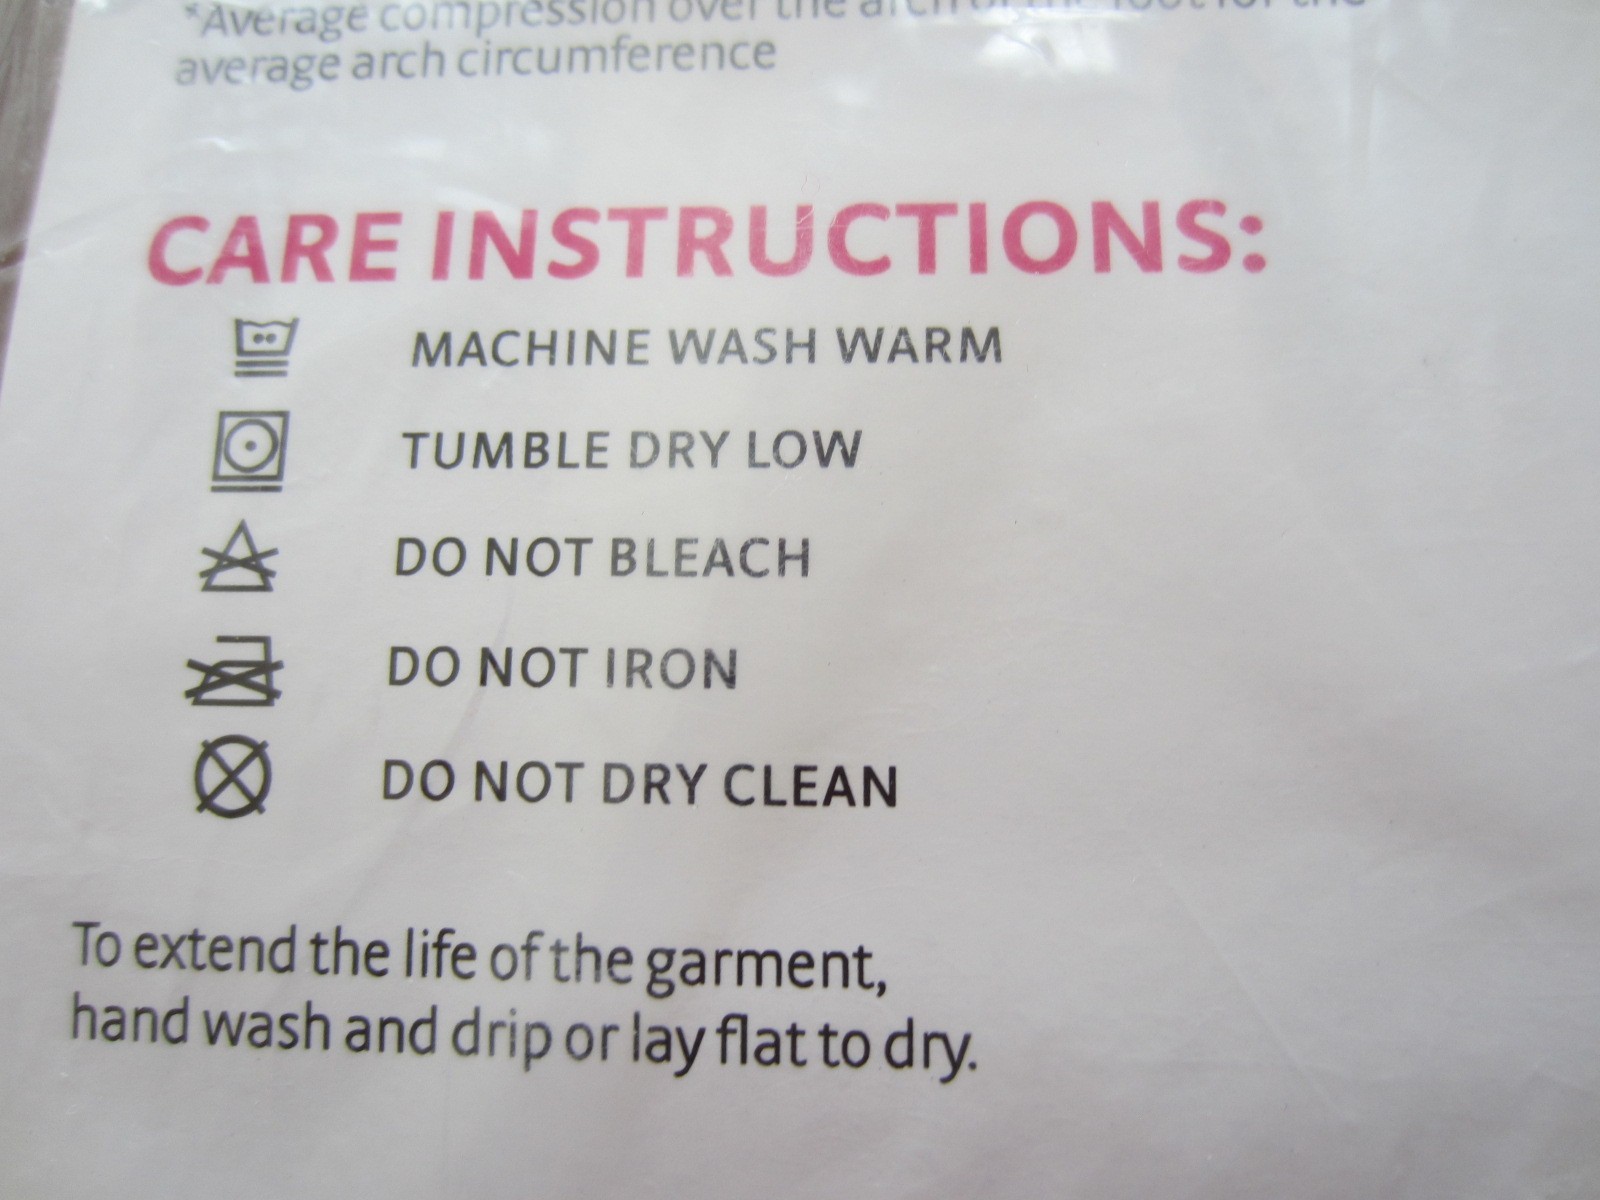 *Average compression over the arch of the foot for the
average arch circumference
CARE INSTRUCTIONS:
MACHINE WASH WARM
TUMBLE DRY LOW
DO NOT BLEACH
DO NOT IRON
DO NOT DRY CLEAN
To extend the life of the garment,
hand wash and drip or lay flat to dry.